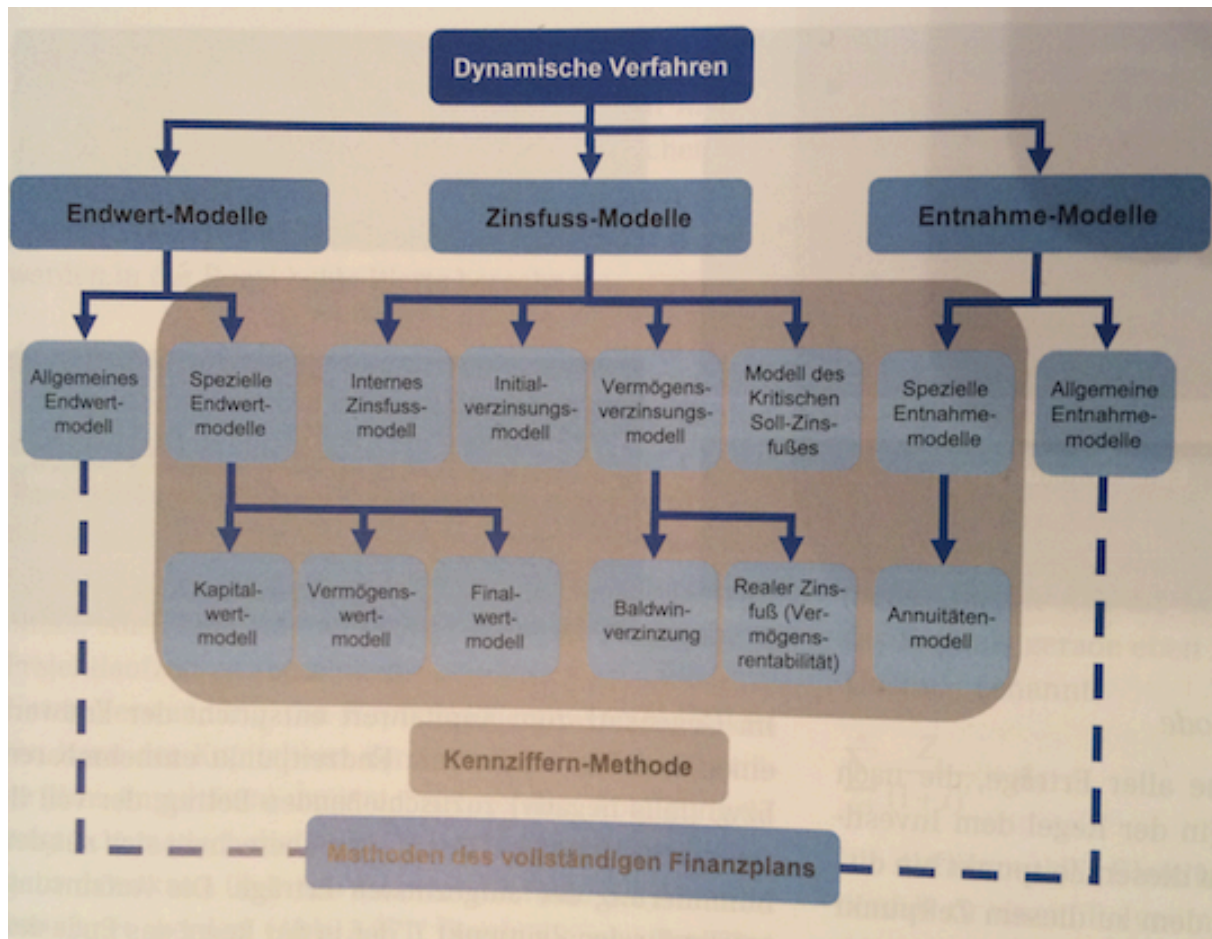 Dynamische Verfahren
Endwert-Modelle
Zinsfuss-Modelle
Entnahme-Modelle
Allgemeines
Endwert-
modell
Spezielle
Endwert-
modelle
Internes
Zinsfuss-
modell
Initial-
verzinsungs-
modell
Vermögens-
verzinsungs-
modell
Modell des
Kritischen
Soll-Zins-
fußes
Spezielle
Entnahme-
modelle
Allgemeine
Entnahme-
modelle
Kapital-
wert-
modell
Vermögens-
wert-
modell
Final-
wert-
modell
Baldwin-
verzinzung
Realer Zins-
fuß (Ver-
mögens-
rentabilität)
Annuitäten-
modell
Kennziffern-Methode
Mathoden des vollständigen Finanzplans